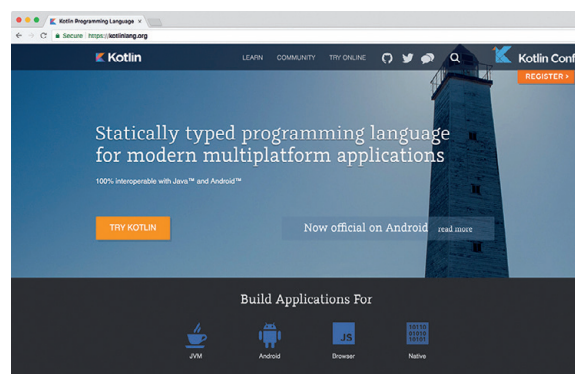 Kotlin Programming Language
Secure https://kotlinlang.org
Kotlin
LEARN COMMUNITY TRY ONLINE
Kotlin Conf
REGISTER >
Statically typed programming language
for modern multiplatform applications
100% interoperable with Java™ and Android™
TRY KOTLIN
Now official on Android read more
Build Applications For
JS
10110
01010
10101
JVM Android Browser Native